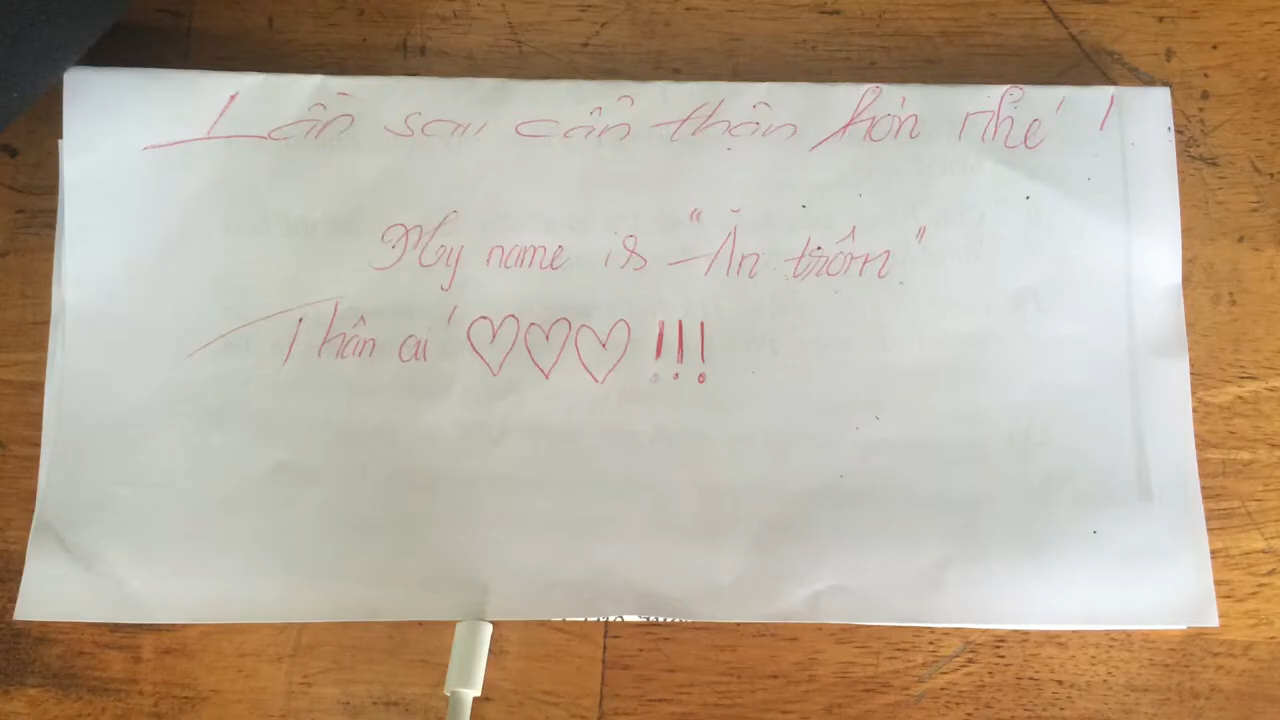 Lần sau cẩn thận hơn nhé !
My name is "Ăn trộm"
Thân ái ♡♡♡ !!!